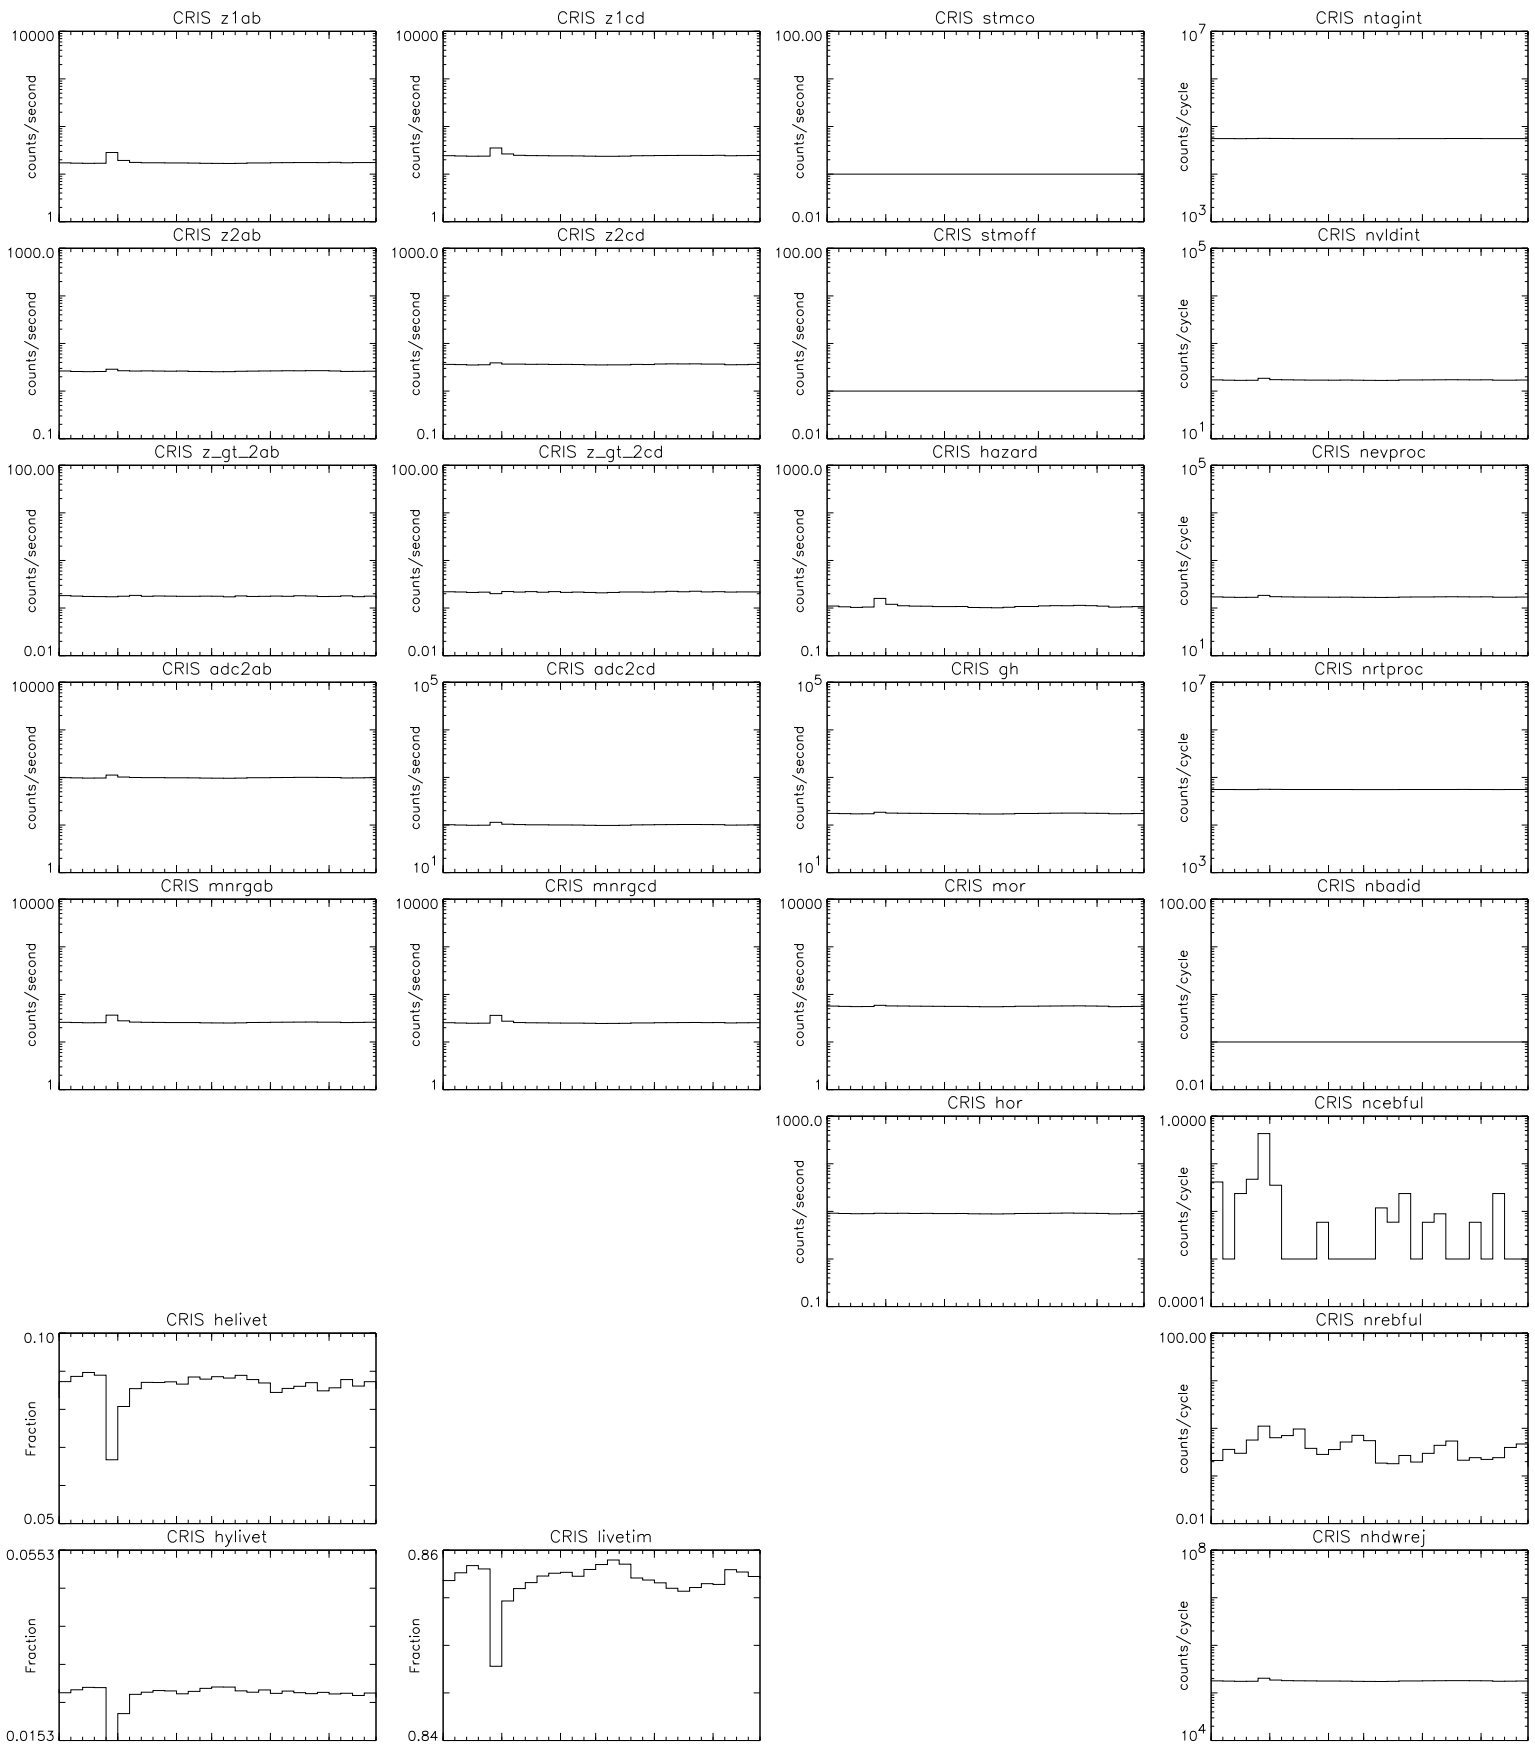 CRIS z1ab
10000
counts/second
1
CRIS z1cd
10000
counts/second
1
CRIS stmco
100.00
counts/second
0.01
CRIS ntagint
10^7
counts/cycle
10^3
CRIS z2ab
1000.0
counts/second
0.1
CRIS z2cd
1000.0
counts/second
0.1
CRIS stmoff
100.00
counts/second
0.01
CRIS nvldint
10^5
counts/cycle
10^1
CRIS z_gt_2ab
100.00
counts/second
0.01
CRIS z_gt_2cd
100.00
counts/second
0.01
CRIS hazard
1000.0
counts/second
0.1
CRIS nevproc
10^5
counts/cycle
10^1
CRIS adc2ab
10000
counts/second
1
CRIS adc2cd
10^5
counts/second
10^1
CRIS gh
10^5
counts/second
10^1
CRIS nrtproc
10^7
counts/cycle
10^3
CRIS mnrgab
10000
counts/second
1
CRIS mnrgcd
10000
counts/second
1
CRIS mor
10000
counts/second
1
CRIS nbadid
100.00
counts/cycle
0.01
CRIS hor
1000.0
counts/second
0.1
CRIS ncebful
1.0000
counts/cycle
0.0001
CRIS helivet
0.10
Fraction
0.05
CRIS nrebful
100.00
counts/cycle
0.01
CRIS hylivet
0.0553
Fraction
0.0153
CRIS livetim
0.86
Fraction
0.84
CRIS nhdwrej
10^8
counts/cycle
10^4